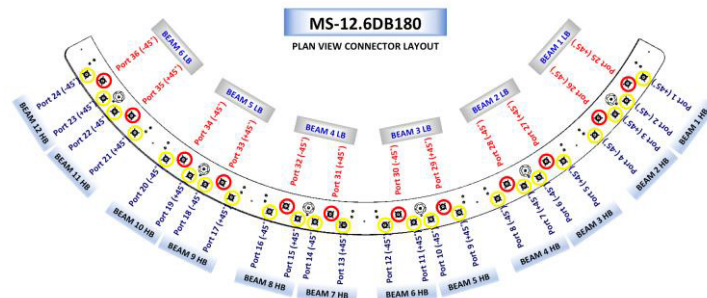 MS-12.6DB180
PLAN VIEW CONNECTOR LAYOUT
BEAM 6 LB
BEAM 5 LB
BEAM 4 LB
BEAM 3 LB
BEAM 2 LB
BEAM 1 LB
Port 36 (-45°)
Port 35 (+45°)
Port 34 (-45°)
Port 33 (+45°)
Port 32 (-45°)
Port 31 (+45°)
Port 30 (-45°)
Port 29 (+45°)
Port 28 (-45°)
Port 27 (+45°)
Port 26 (-45°)
Port 25 (+45°)
Port 24 (-45°)
Port 23 (+45°)
Port 22 (-45°)
Port 21 (+45°)
Port 20 (-45°)
Port 19 (+45°)
Port 18 (-45°)
Port 17 (+45°)
Port 16 (-45°)
Port 15 (+45°)
Port 14 (-45°)
Port 13 (+45°)
Port 12 (-45°)
Port 11 (+45°)
Port 10 (-45°)
Port 9 (+45°)
Port 8 (-45°)
Port 7 (+45°)
Port 6 (-45°)
Port 5 (+45°)
Port 4 (-45°)
Port 3 (+45°)
Port 2 (-45°)
Port 1 (+45°)
BEAM 12 HB
BEAM 11 HB
BEAM 10 HB
BEAM 9 HB
BEAM 8 HB
BEAM 7 HB
BEAM 6 HB
BEAM 5 HB
BEAM 4 HB
BEAM 3 HB
BEAM 2 HB
BEAM 1 HB